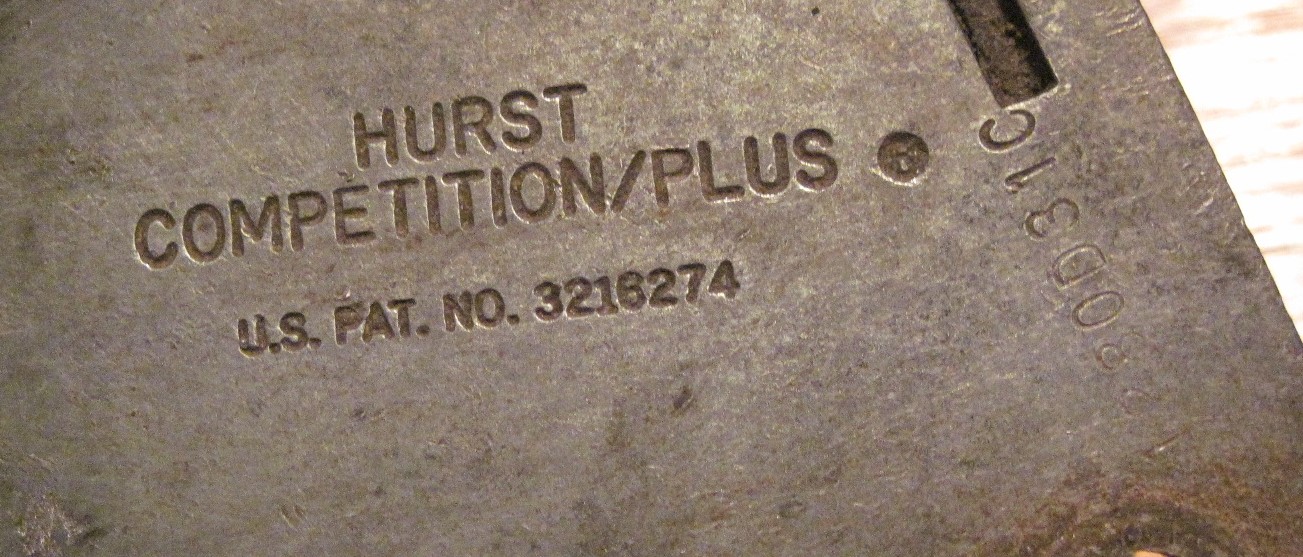 HURST
COMPETITION/PLUS ®
U.S. PAT. NO. 3216274